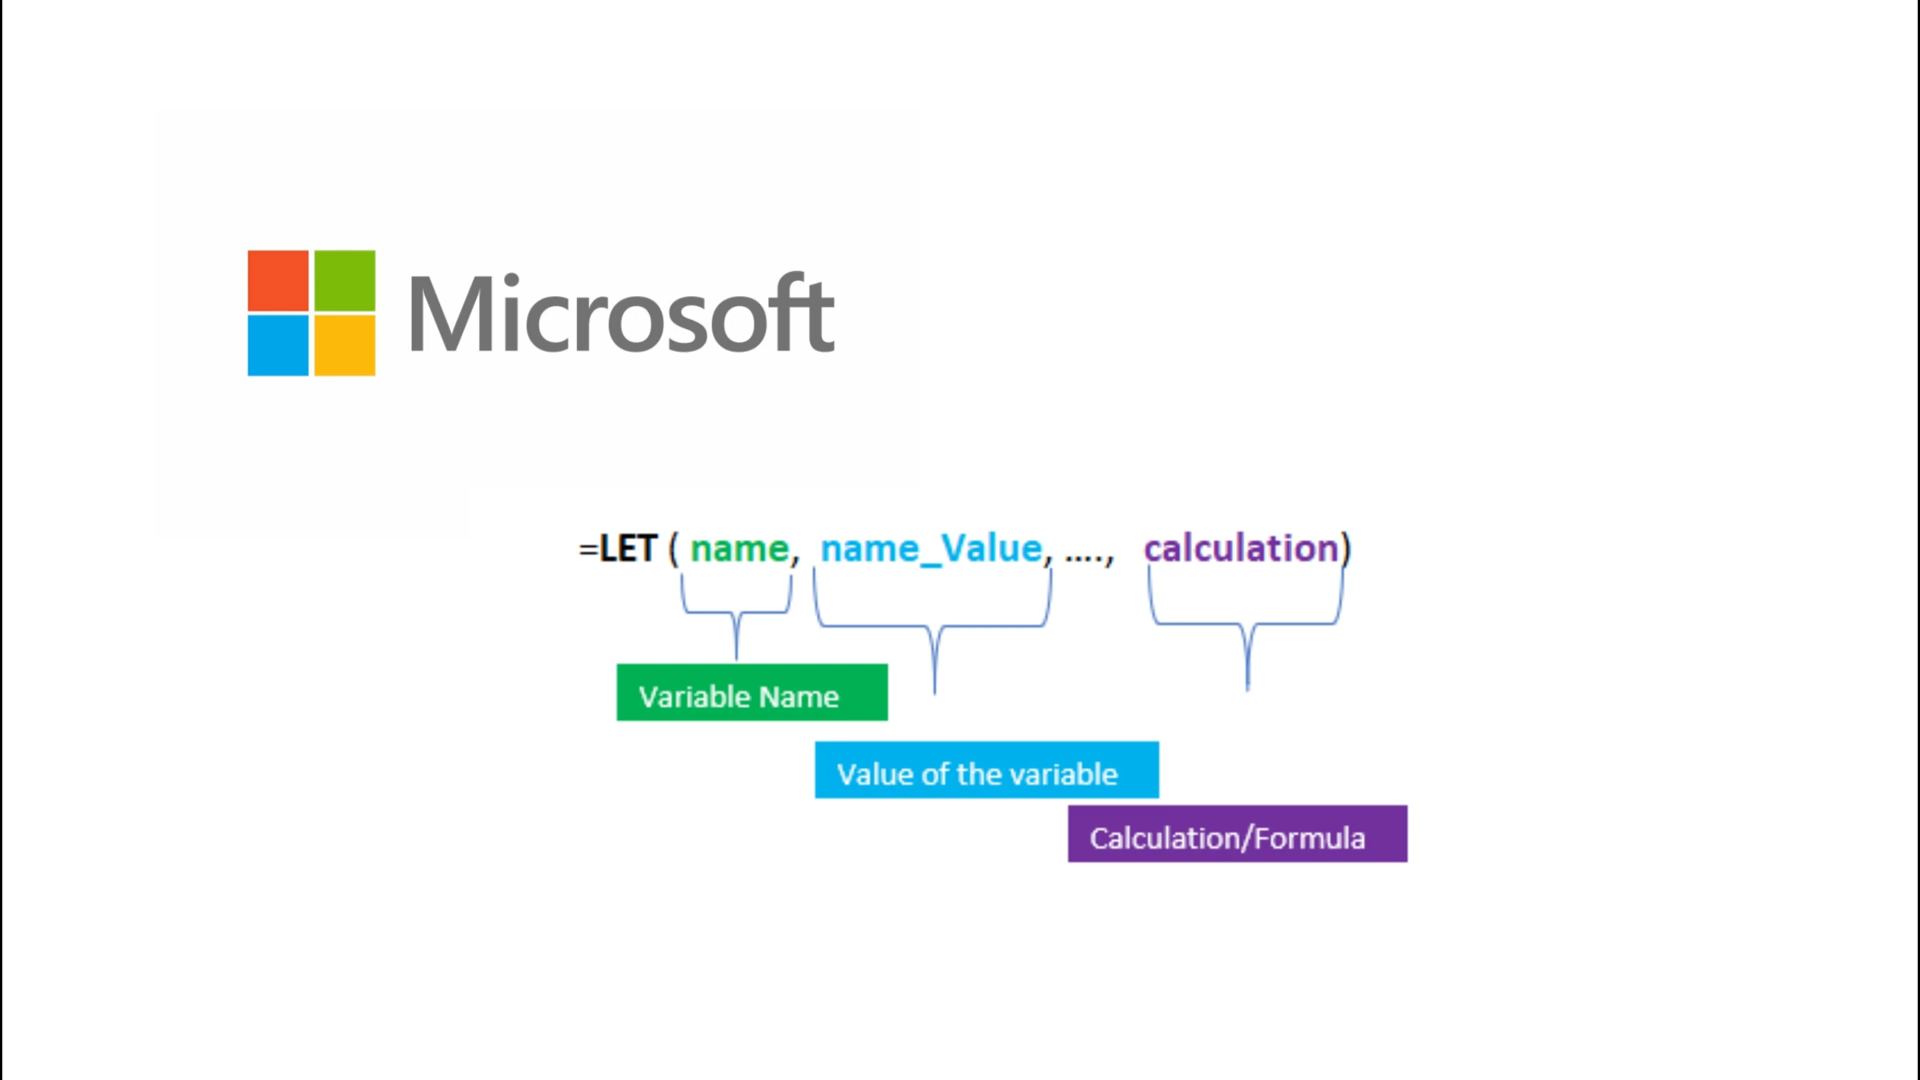 Microsoft
=LET ( name, name_Value, ...., calculation)
Variable Name
Value of the variable
Calculation/Formula